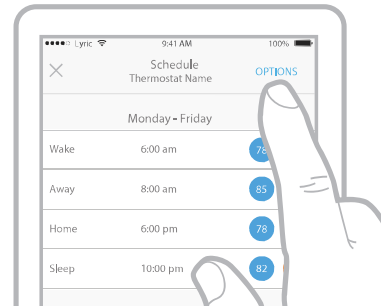 Lyric 9:41 AM 100%
Schedule
Thermostat Name
OPTIONS
Monday - Friday
Wake 6:00 am 78
Away 8:00 am 85
Home 6:00 pm 78
Sleep 10:00 pm 82